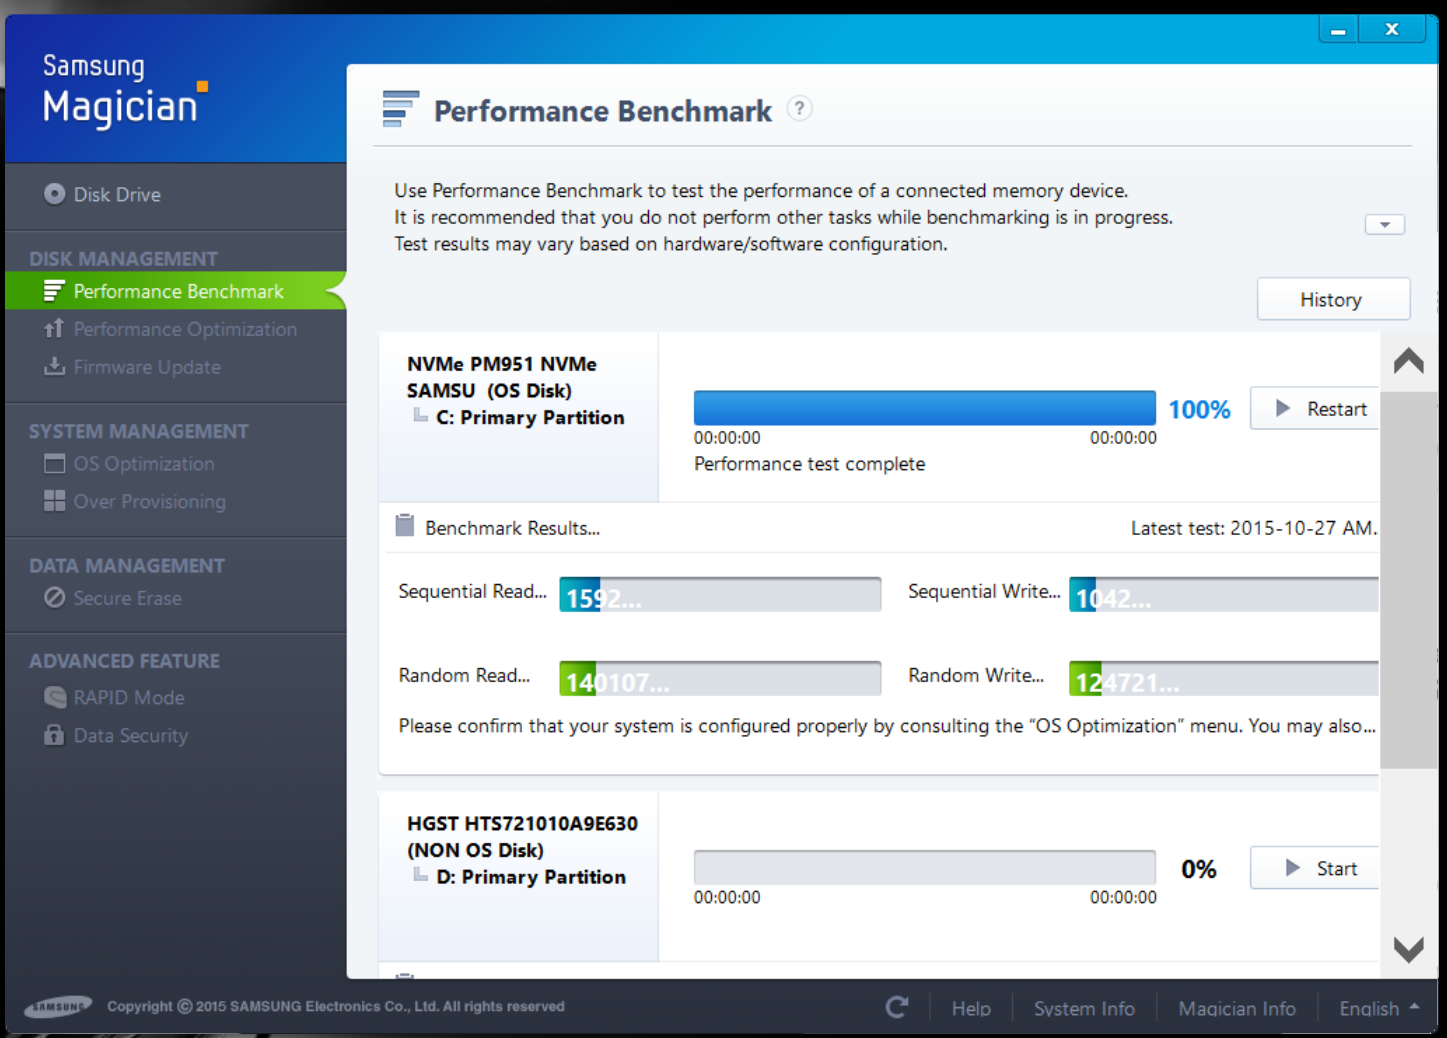 Samsung
Magician
Performance Benchmark ?
Disk Drive
DISK MANAGEMENT
Performance Benchmark
Performance Optimization
Firmware Update
SYSTEM MANAGEMENT
OS Optimization
Over Provisioning
DATA MANAGEMENT
Secure Erase
ADVANCED FEATURE
RAPID Mode
Data Security
Use Performance Benchmark to test the performance of a connected memory device.
It is recommended that you do not perform other tasks while benchmarking is in progress.
Test results may vary based on hardware/software configuration.
History
NVMe PM951 NVMe
SAMSU (OS Disk)
C: Primary Partition
100%
Restart
00:00:00 00:00:00
Performance test complete
Benchmark Results... Latest test: 2015-10-27 AM.
Sequential Read... 1592... Sequential Write... 1042...
Random Read... 140107... Random Write... 124721...
Please confirm that your system is configured properly by consulting the “OS Optimization” menu. You may also...
HGST HTS721010A9E630
(NON OS Disk)
D: Primary Partition
0%
Start
00:00:00 00:00:00
SAMSUNG Copyright © 2015 SAMSUNG Electronics Co., Ltd. All rights reserved
Help System Info Magician Info English